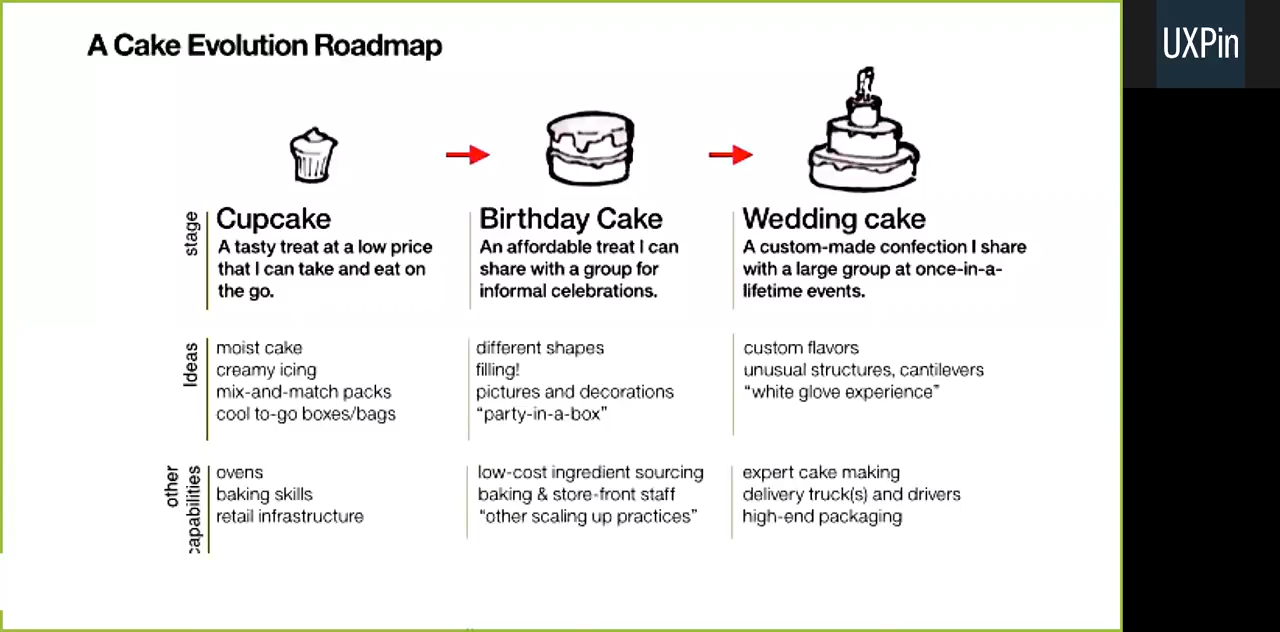 A Cake Evolution Roadmap
UXPin
stage
Cupcake
A tasty treat at a low price
that I can take and eat on
the go.
Birthday Cake
An affordable treat I can
share with a group for
informal celebrations.
Wedding cake
A custom-made confection I share
with a large group at once-in-a-
lifetime events.
Ideas
moist cake
creamy icing
mix-and-match packs
cool to-go boxes/bags
different shapes
filling!
pictures and decorations
“party-in-a-box”
custom flavors
unusual structures, cantilevers
“white glove experience”
other
capabilities
ovens
baking skills
retail infrastructure
low-cost ingredient sourcing
baking & store-front staff
“other scaling up practices”
expert cake making
delivery truck(s) and drivers
high-end packaging